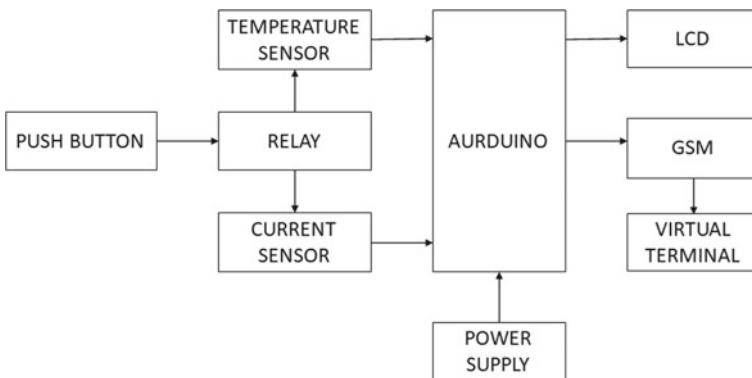 TEMPERATURE
SENSOR
LCD
PUSH BUTTON
RELAY
AURDUINO
GSM
CURRENT
SENSOR
VIRTUAL
TERMINAL
POWER
SUPPLY